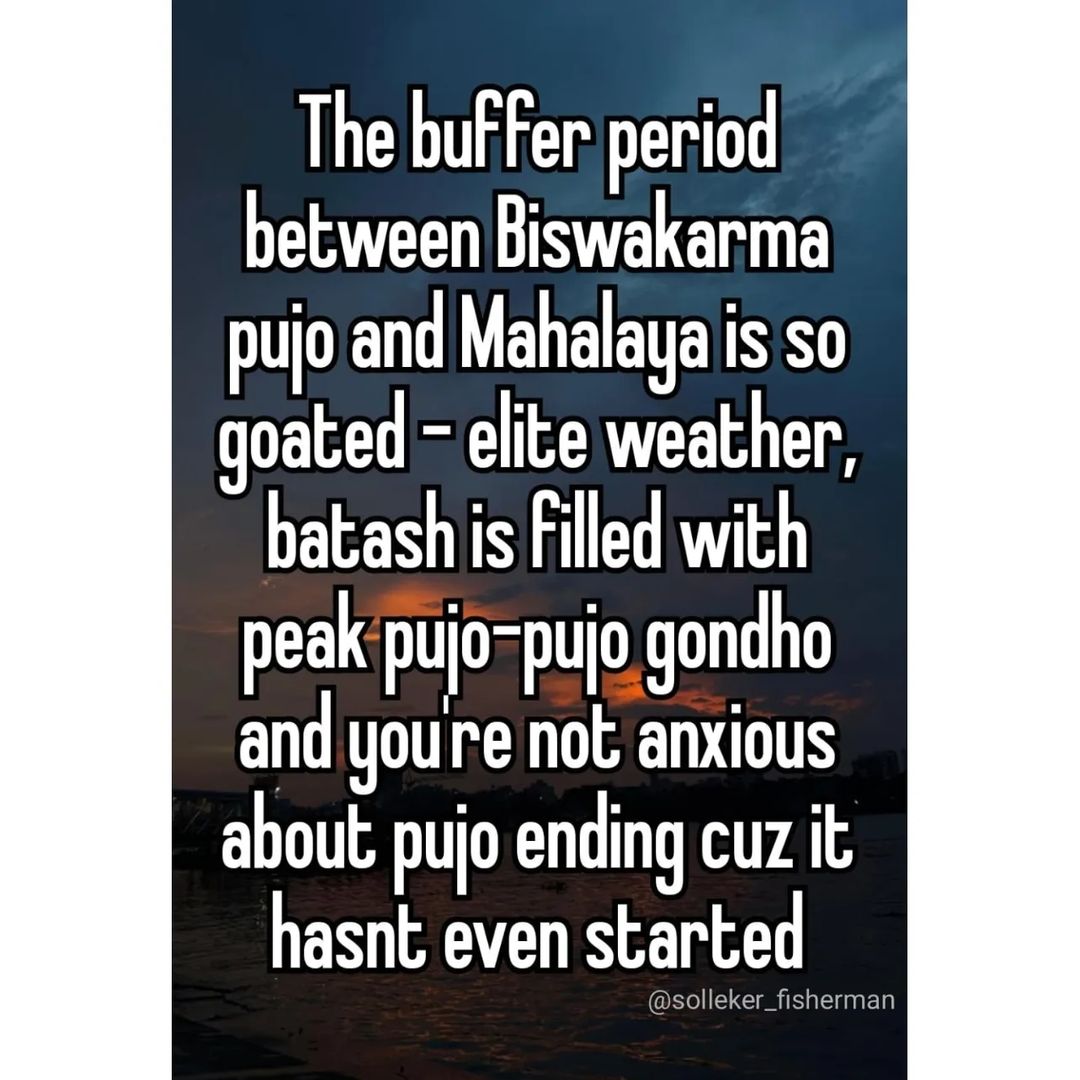 The buffer period
between Biswakarma
pujo and Mahalaya is so
goated - elite weather,
batash is filled with
peak pujo-pujo gondho
and you're not anxious
about pujo ending cuz it
hasnt even started
@solleker_fisherman